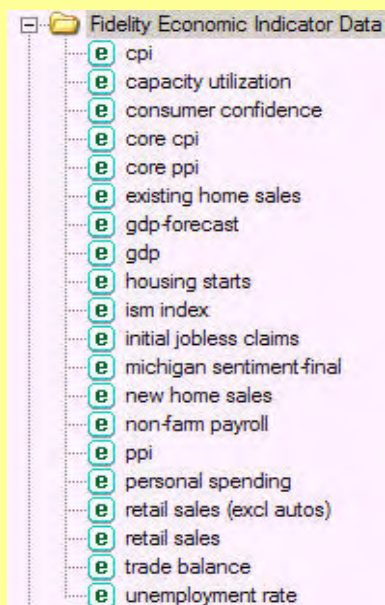 Fidelity Economic Indicator Data
e cpi
e capacity utilization
e consumer confidence
e core cpi
e core ppi
e existing home sales
e gdp-forecast
e gdp
e housing starts
e ism index
e initial jobless claims
e michigan sentiment-final
e new home sales
e non-farm payroll
e ppi
e personal spending
e retail sales (excl autos)
e retail sales
e trade balance
e unemployment rate